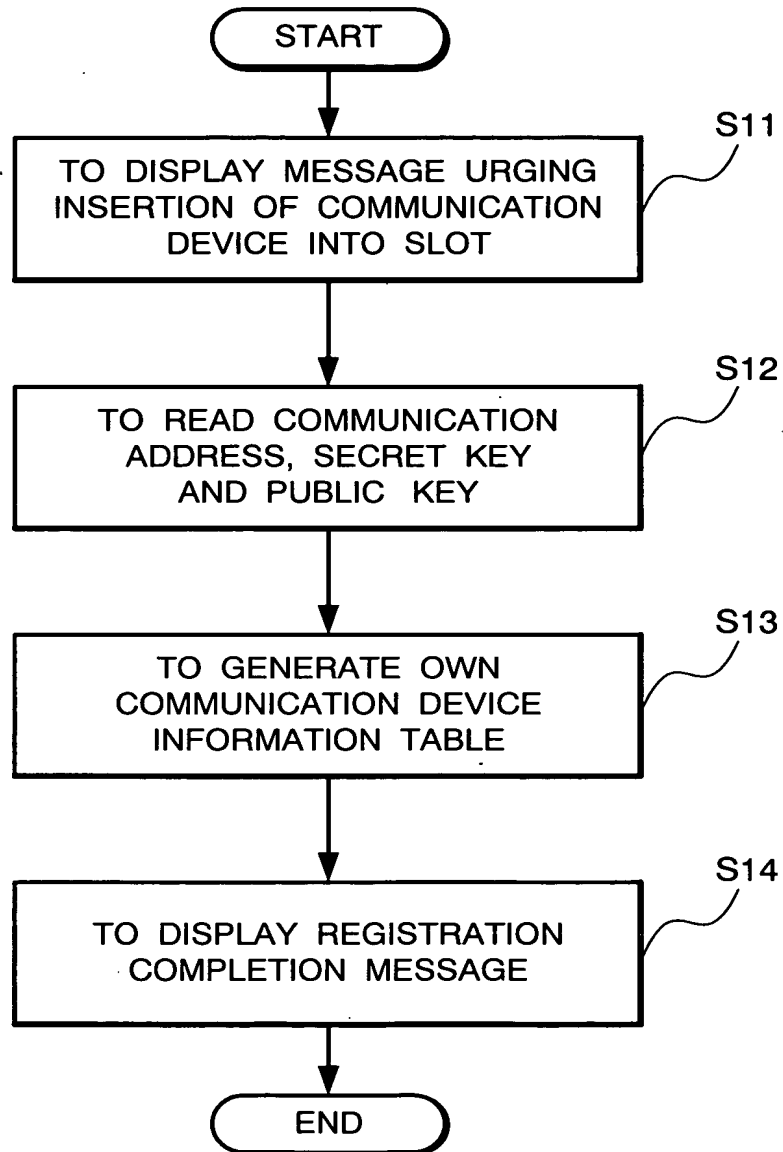 START
S11
TO DISPLAY MESSAGE URGING
INSERTION OF COMMUNICATION
DEVICE INTO SLOT
S12
TO READ COMMUNICATION
ADDRESS, SECRET KEY
AND PUBLIC KEY
S13
TO GENERATE OWN
COMMUNICATION DEVICE
INFORMATION TABLE
S14
TO DISPLAY REGISTRATION
COMPLETION MESSAGE
END